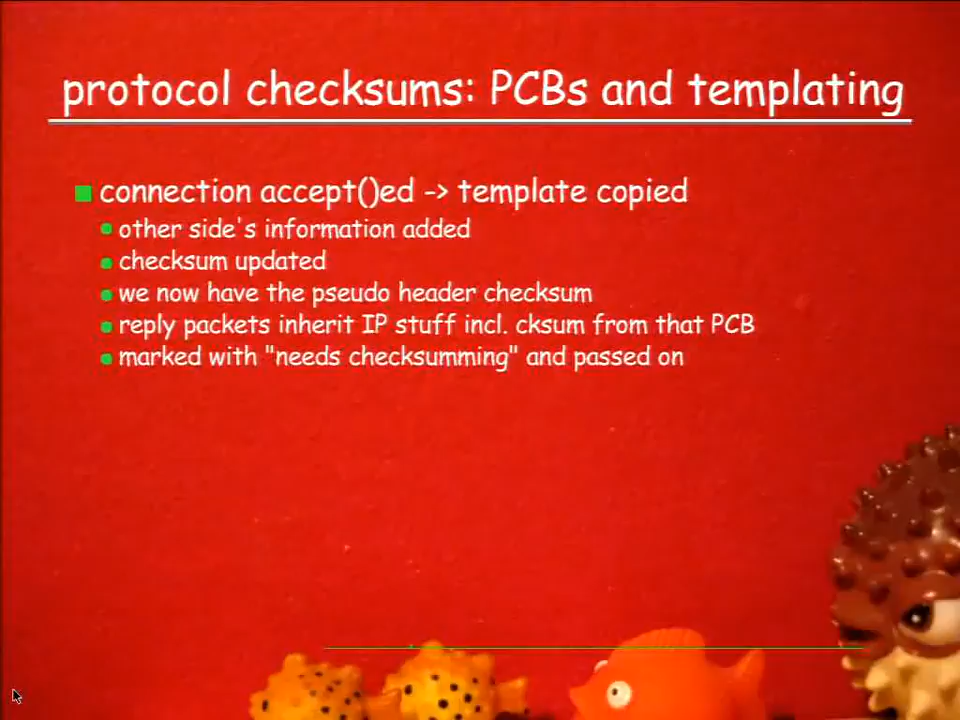 protocol checksums: PCBs and templating
connection accept()ed -> template copied
other side's information added
checksum updated
we now have the pseudo header checksum
reply packets inherit IP stuff incl. cksum from that PCB
marked with "needs checksumming" and passed on